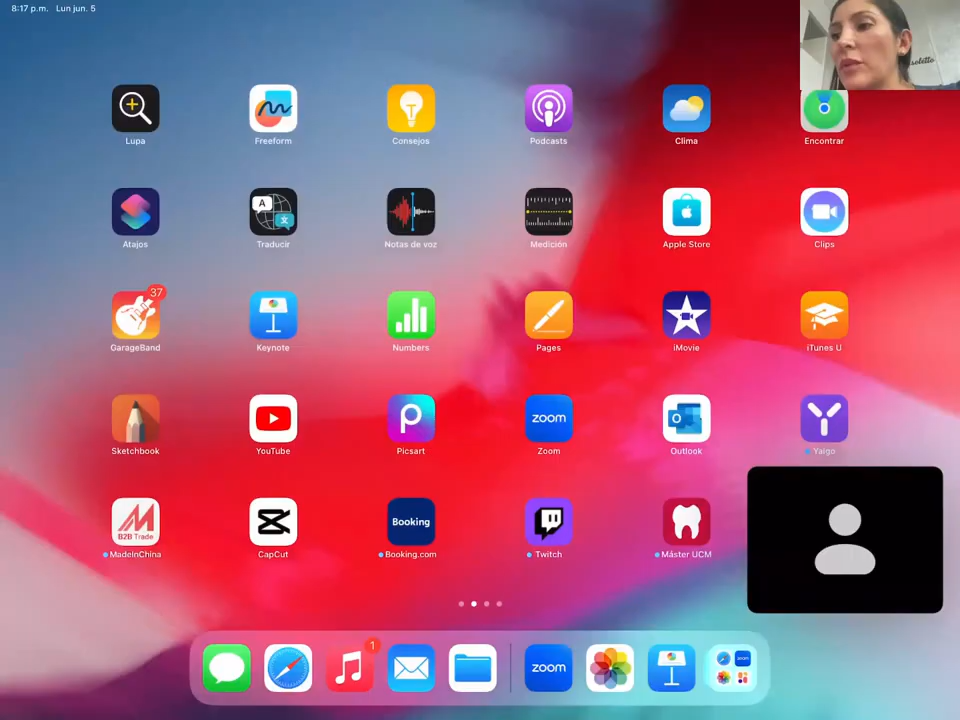 8:17 p.m. Lun jun. 5
Lupa
Freeform
Consejos
Podcasts
Clima
Encontrar
A
文
Atajos
Traducir
Notas de voz
Medición
Apple Store
Clips
37
GarageBand
Keynote
Numbers
Pages
iMovie
iTunes U
zoom
Sketchbook
YouTube
Picsart
Zoom
Outlook
Yaigo
B2B Trade
Booking
MadeInChina
CapCut
Booking.com
Twitch
Máster UCM
1
zoom
zoom